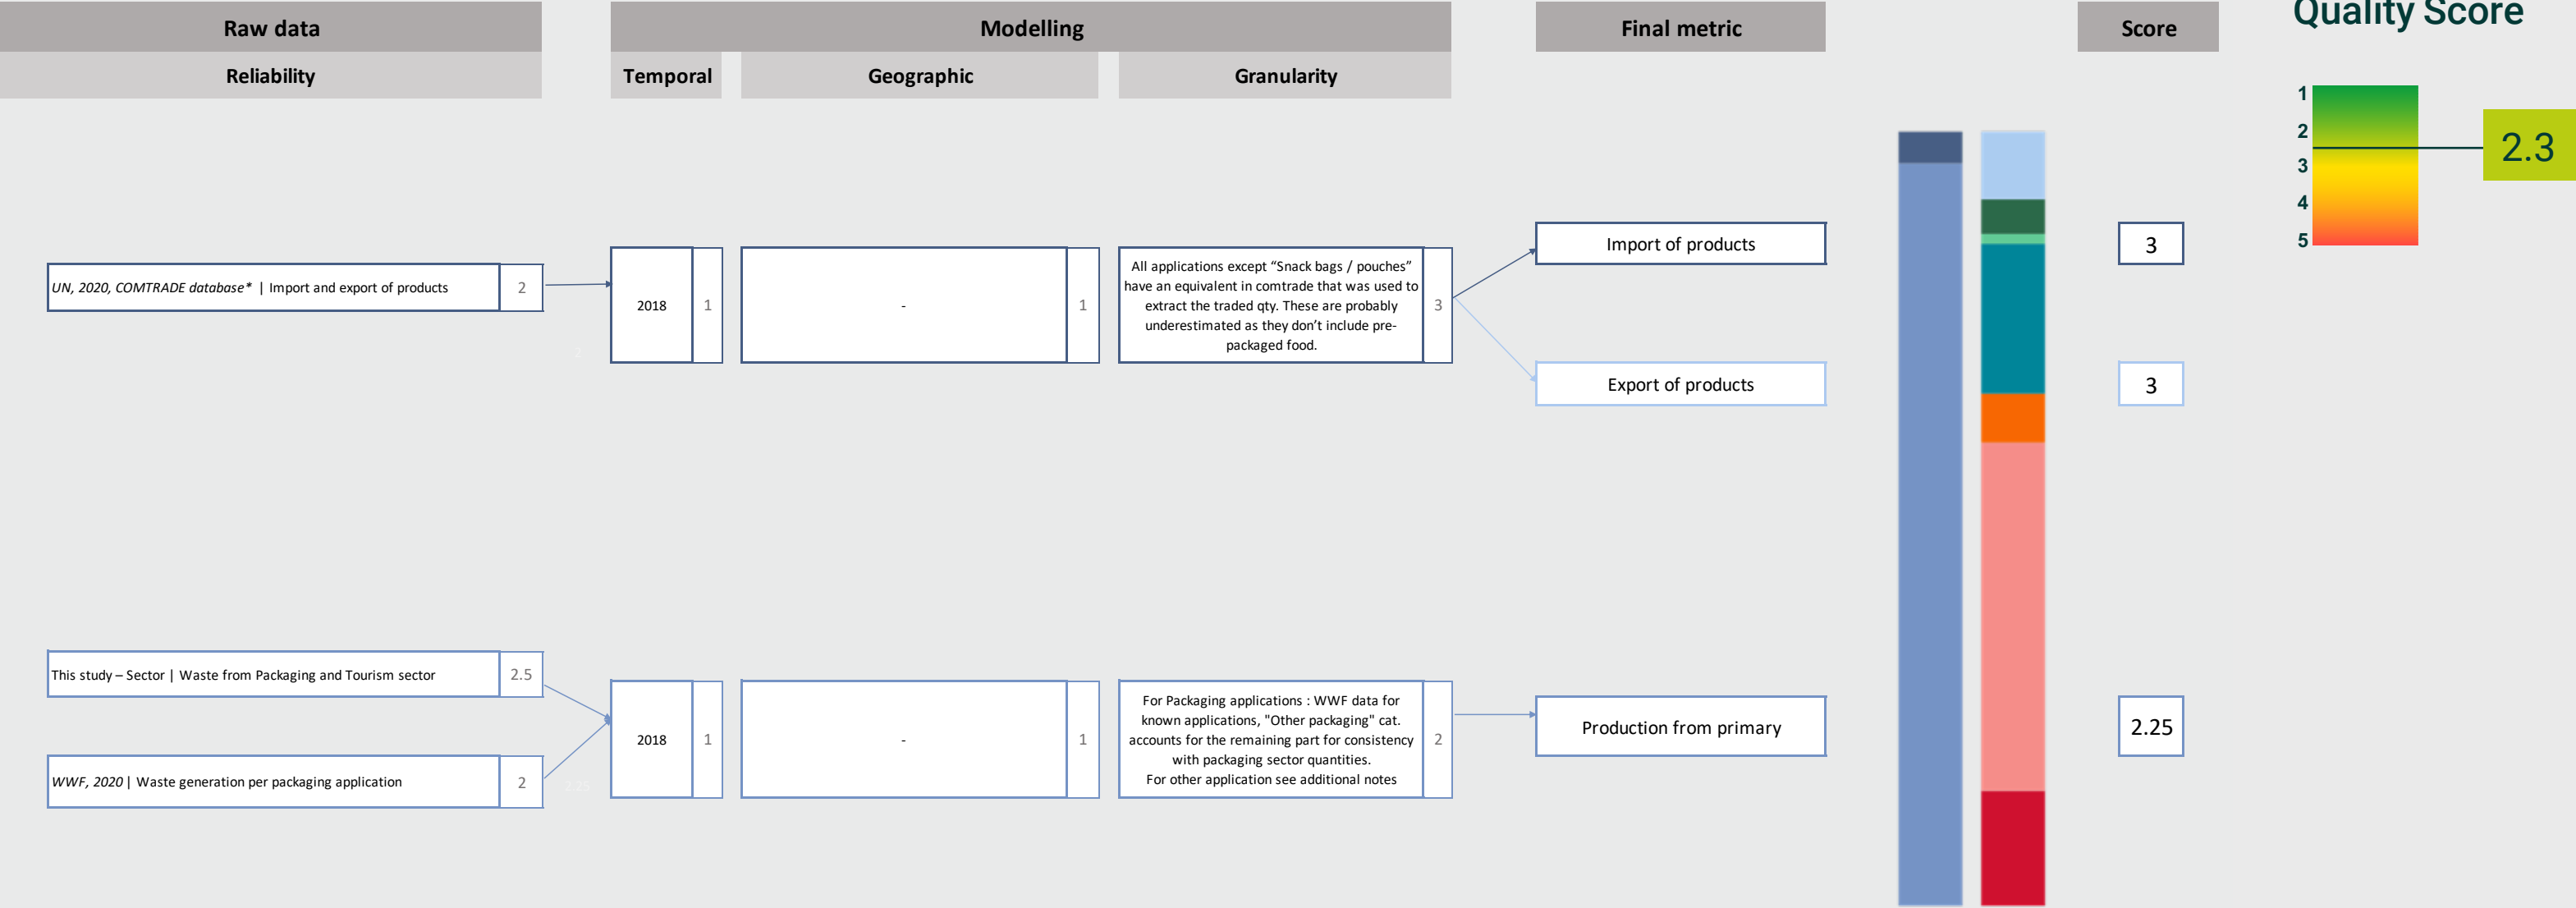 Raw data
Modelling
Final metric
Score
Quality Score
Reliability
Temporal
Geographic
Granularity
1
2
3
4
5
2.3
UN, 2020, COMTRADE database* | Import and export of products
2
2018
1
-
1
All applications except “Snack bags / pouches”
have an equivalent in comtrade that was used to
extract the traded qty. These are probably
underestimated as they don’t include pre-
packaged food.
3
Import of products
3
2
Export of products
3
This study – Sector | Waste from Packaging and Tourism sector
2.5
WWF, 2020 | Waste generation per packaging application
2
2.25
2018
1
-
1
For Packaging applications : WWF data for
known applications, "Other packaging" cat.
accounts for the remaining part for consistency
with packaging sector quantities.
For other application see additional notes
2
Production from primary
2.25